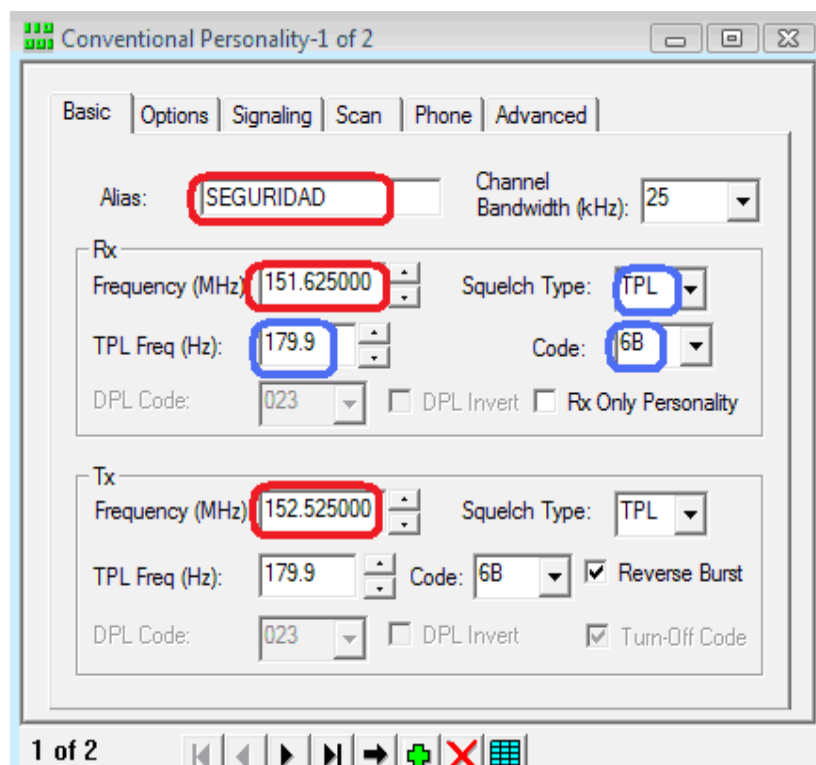 Conventional Personality-1 of 2
Basic Options Signaling Scan Phone Advanced
Alias: SEGURIDAD Channel Bandwidth (kHz): 25
Rx
Frequency (MHz) 151.625000 Squelch Type: TPL
TPL Freq (Hz): 179.9 Code: 6B
DPL Code: 023 DPL Invert Rx Only Personality
Tx
Frequency (MHz) 152.525000 Squelch Type: TPL
TPL Freq (Hz): 179.9 Code: 6B Reverse Burst
DPL Code: 023 DPL Invert Turn-Off Code
1 of 2